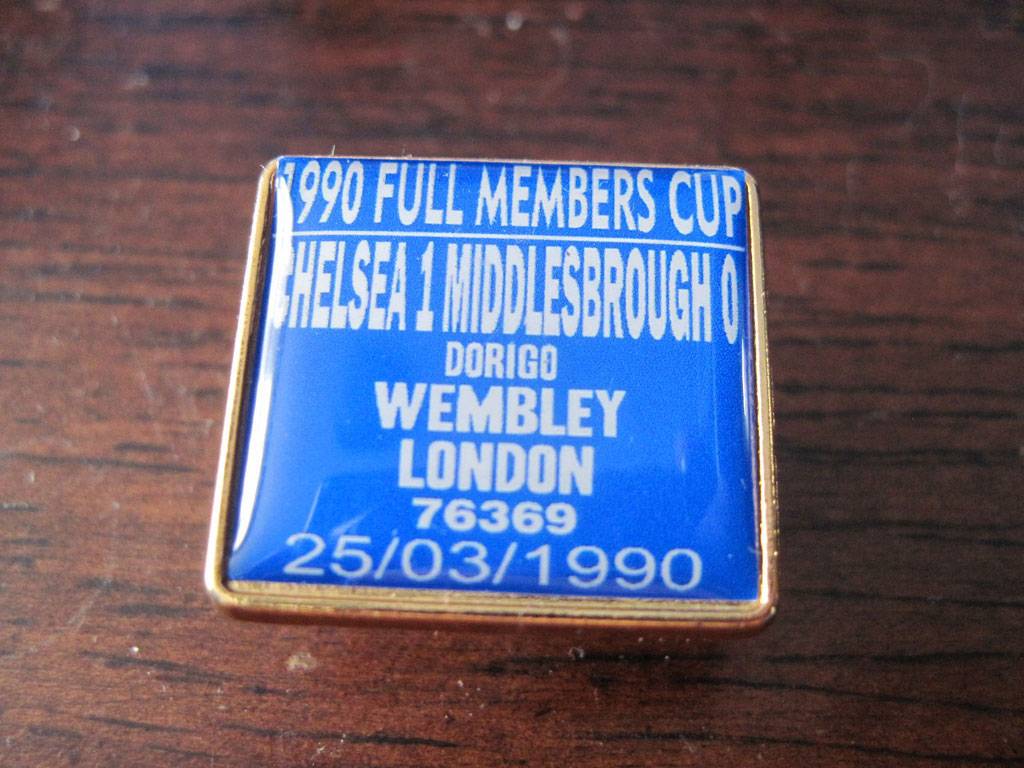 1990 FULL MEMBERS CUP
CHELSEA 1 MIDDLESBROUGH 0
DORIGO
WEMBLEY
LONDON
76369
25/03/1990